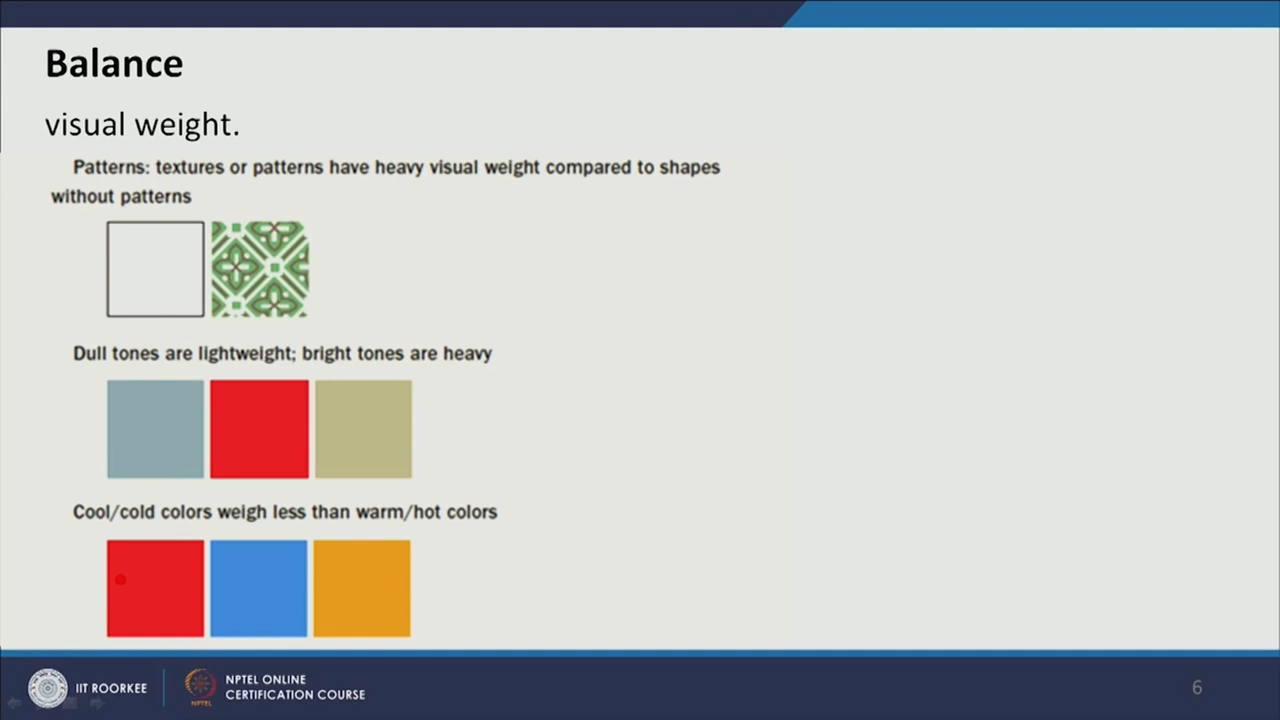 Balance
visual weight.
Patterns: textures or patterns have heavy visual weight compared to shapes
without patterns
Dull tones are lightweight; bright tones are heavy
Cool/cold colors weigh less than warm/hot colors
IIT ROORKEE
NPTEL
NPTEL ONLINE
CERTIFICATION COURSE
6